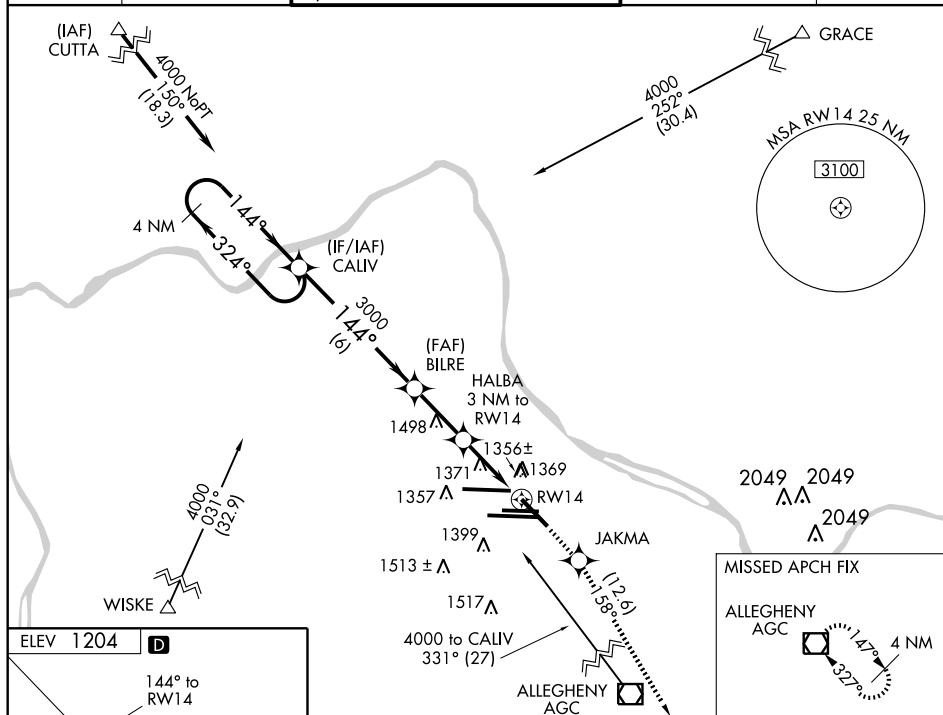 (IAF)
CUTTA
4000 NoPT
150°
(18.3)
GRACE
4000
252°
(30.4)
MSA RW14 25 NM
3100
4 NM
144°
324°
(IF/IAF)
CALIV
3000
144°
(6)
(FAF)
BILRE
HALBA
3 NM to
RW14
1498
1356±
1371
1369
1357
RW14
2049
2049
2049
4000
031°
(32.9)
1399
1513 ±
JAKMA
WISKE
1517
(12.6)
158°
4000 to CALIV
331° (27)
ALLEGHENY
AGC
MISSED APCH FIX
ALLEGHENY
AGC
147°
327°
4 NM
ELEV 1204
D
144° to
RW14